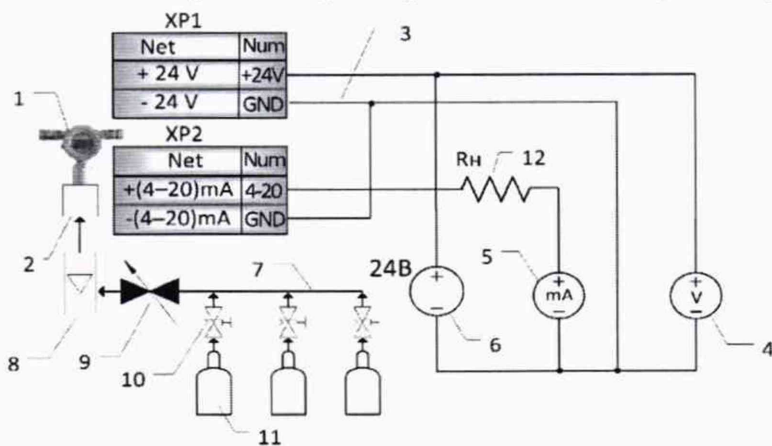 XP1
Net Num
+ 24 V +24V
- 24 V GND
3
1
XP2
Net Num
+(4–20)mA 4-20
-(4–20)mA GND
Rн 12
2
7
24В
5
+
mA
–
+
–
6
+
V
–
4
8
9
10
11